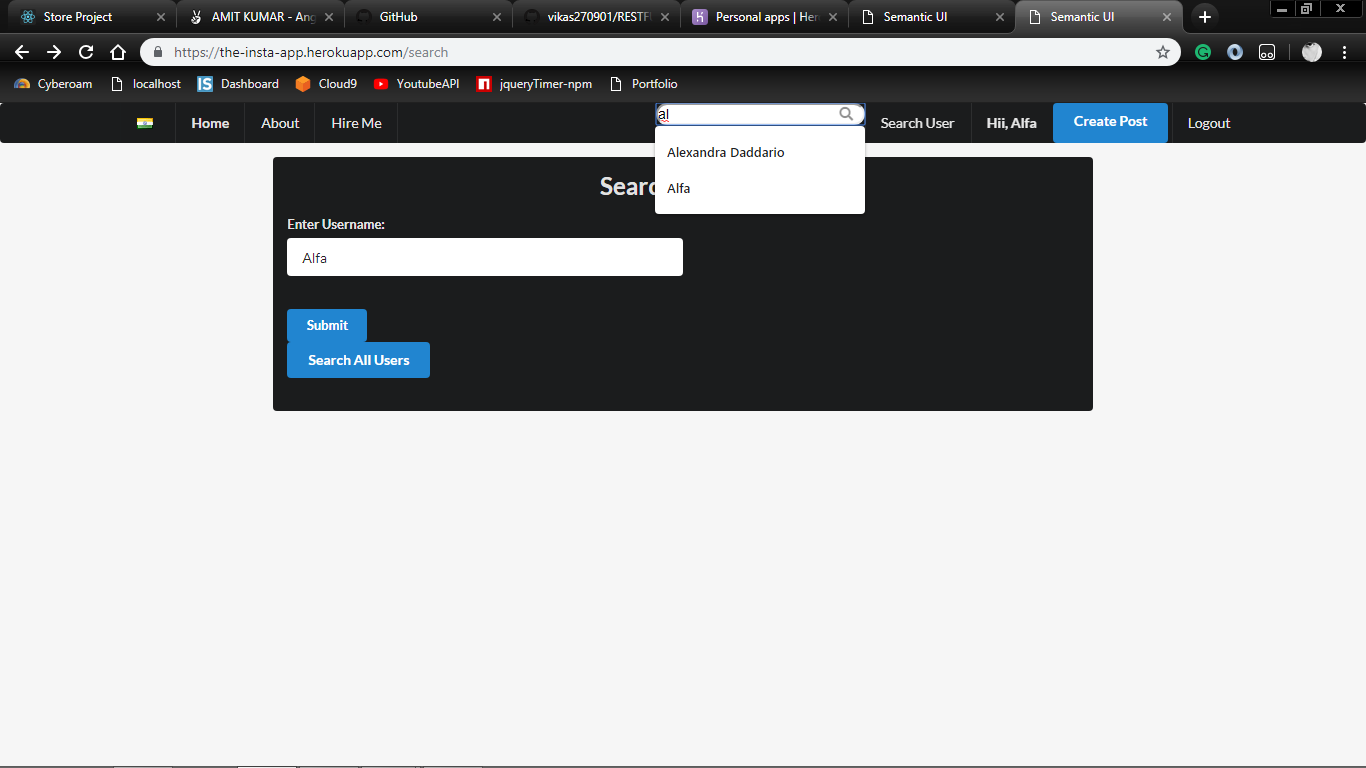 Store Project
AMIT KUMAR - Ang
GitHub
vikas270901/RESTFU
Personal apps | Her
Semantic UI
Semantic UI
https://the-insta-app.herokuapp.com/search
Cyberoam
localhost
Dashboard
Cloud9
YoutubeAPI
jqueryTimer-npm
Portfolio
Home
About
Hire Me
al
Search User
Hii, Alfa
Create Post
Logout
Alexandra Daddario
Alfa
Searc
Enter Username:
Alfa
Submit
Search All Users